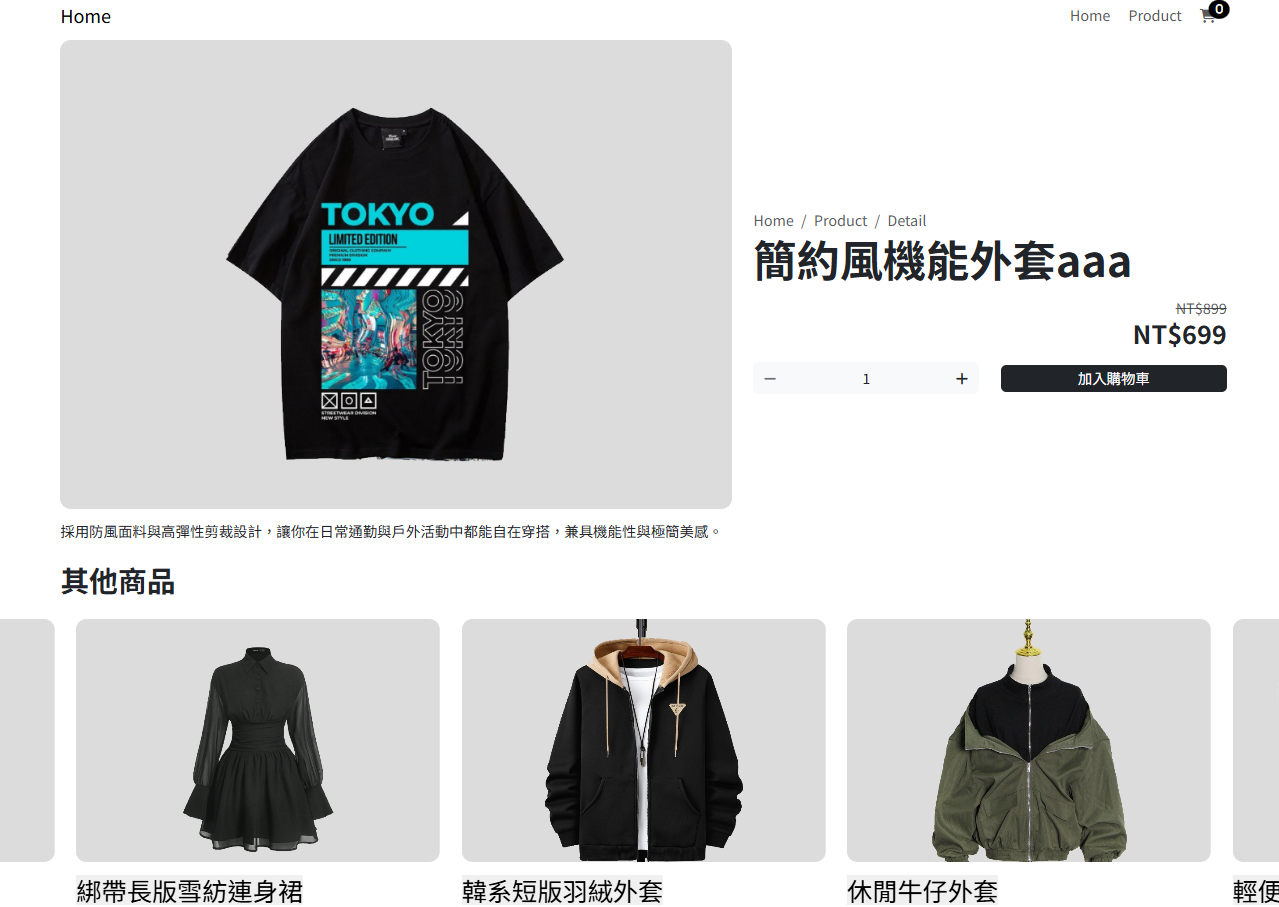 Home
Home Product 0
TOKYO
LIMITED EDITION
ORIGINAL CLOTHING COMPANY
PREMIUM DIVISION
TOKYO
STREETWEAR DIVISION
NEW STYLE
Home / Product / Detail
簡約風機能外套aaa
NT$899
NT$699
1
加入購物車
採用防風面料與高彈性剪裁設計，讓你在日常通勤與戶外活動中都能自在穿搭，兼具機能性與極簡美感。
其他商品
綁帶長版雪紡連身裙
韓系短版羽絨外套
休閒牛仔外套
輕便